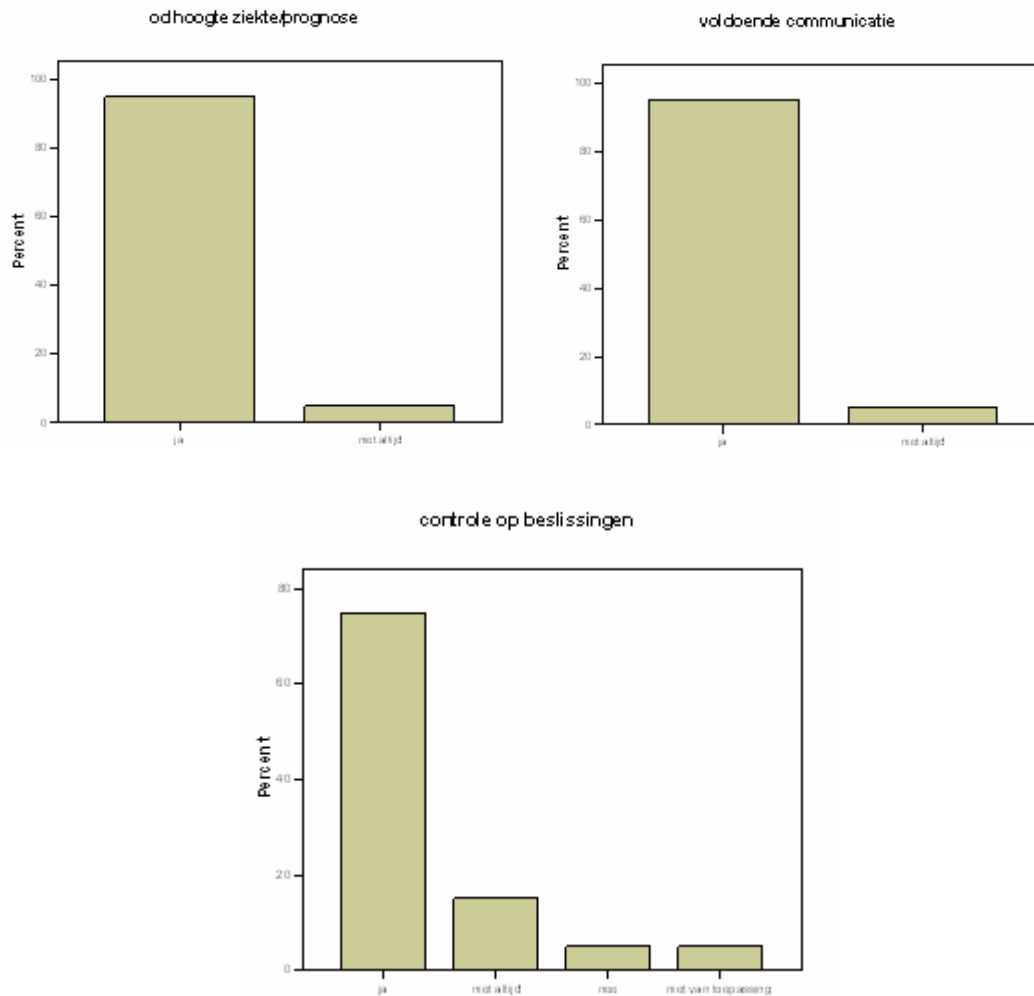 od hoogte ziekte/prognose
Percent
100
80
60
40
20
0
ja
niet altijd
voldoende communicatie
Percent
100
80
60
40
20
0
ja
niet altijd
controle op beslissingen
Percent
80
60
40
20
0
ja
niet altijd
nee
niet van toepassing